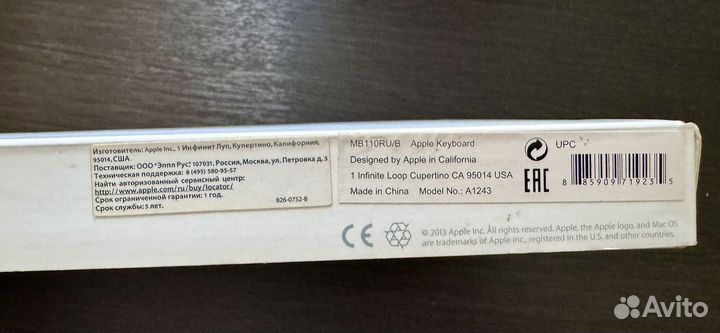 Изготовитель: Apple Inc., 1 Инфинит Луп, Купертино, Калифорния,
95014, США
Поставщик: ООО "Эппл Рус", 107031, Россия, Москва, ул. Петровка д. 5
Техническая поддержка: 8 (495) 580-95-57
Найти авторизованный сервисный центр:
http://www.apple.com/ru/buy/locator/
Срок ограниченной гарантии: 1 год.
Срок службы: 5 лет.
826-0752-B
MB110RU/B Apple Keyboard
Designed by Apple in California
1 Infinite Loop Cupertino CA 95014 USA
Made in China Model No.: A1243
EAC
UPC
8 85909 71923 5
CE
© 2013 Apple Inc. All rights reserved. Apple, the Apple logo, and Mac OS
are trademarks of Apple Inc., registered in the U.S. and other countries.
Avito